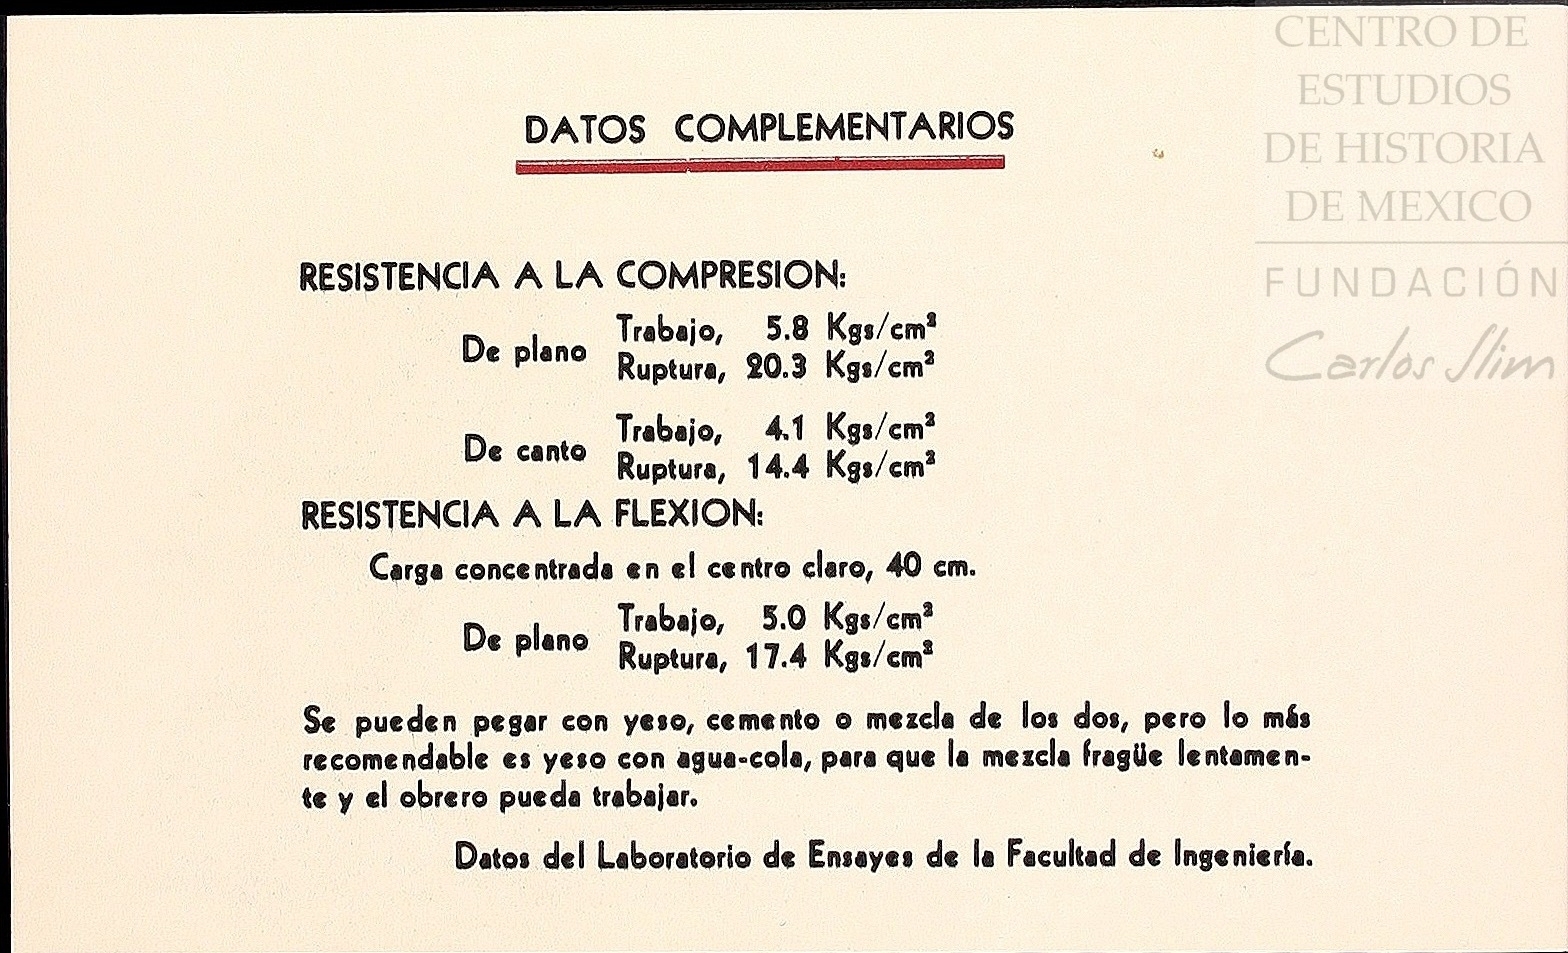 CENTRO DE
ESTUDIOS
DE HISTORIA
DE MEXICO
FUNDACIÓN
Carlos Slim
DATOS COMPLEMENTARIOS
RESISTENCIA A LA COMPRESION:
De plano
Trabajo, 5.8 Kgs/cm²
Ruptura, 20.3 Kgs/cm²
De canto
Trabajo, 4.1 Kgs/cm²
Ruptura, 14.4 Kgs/cm²
RESISTENCIA A LA FLEXION:
Carga concentrada en el centro claro, 40 cm.
De plano
Trabajo, 5.0 Kgs/cm²
Ruptura, 17.4 Kgs/cm²
Se pueden pegar con yeso, cemento o mezcla de los dos, pero lo más
recomendable es yeso con agua-cola, para que la mezcla fragüe lentamen-
te y el obrero pueda trabajar.
Datos del Laboratorio de Ensayes de la Facultad de Ingeniería.